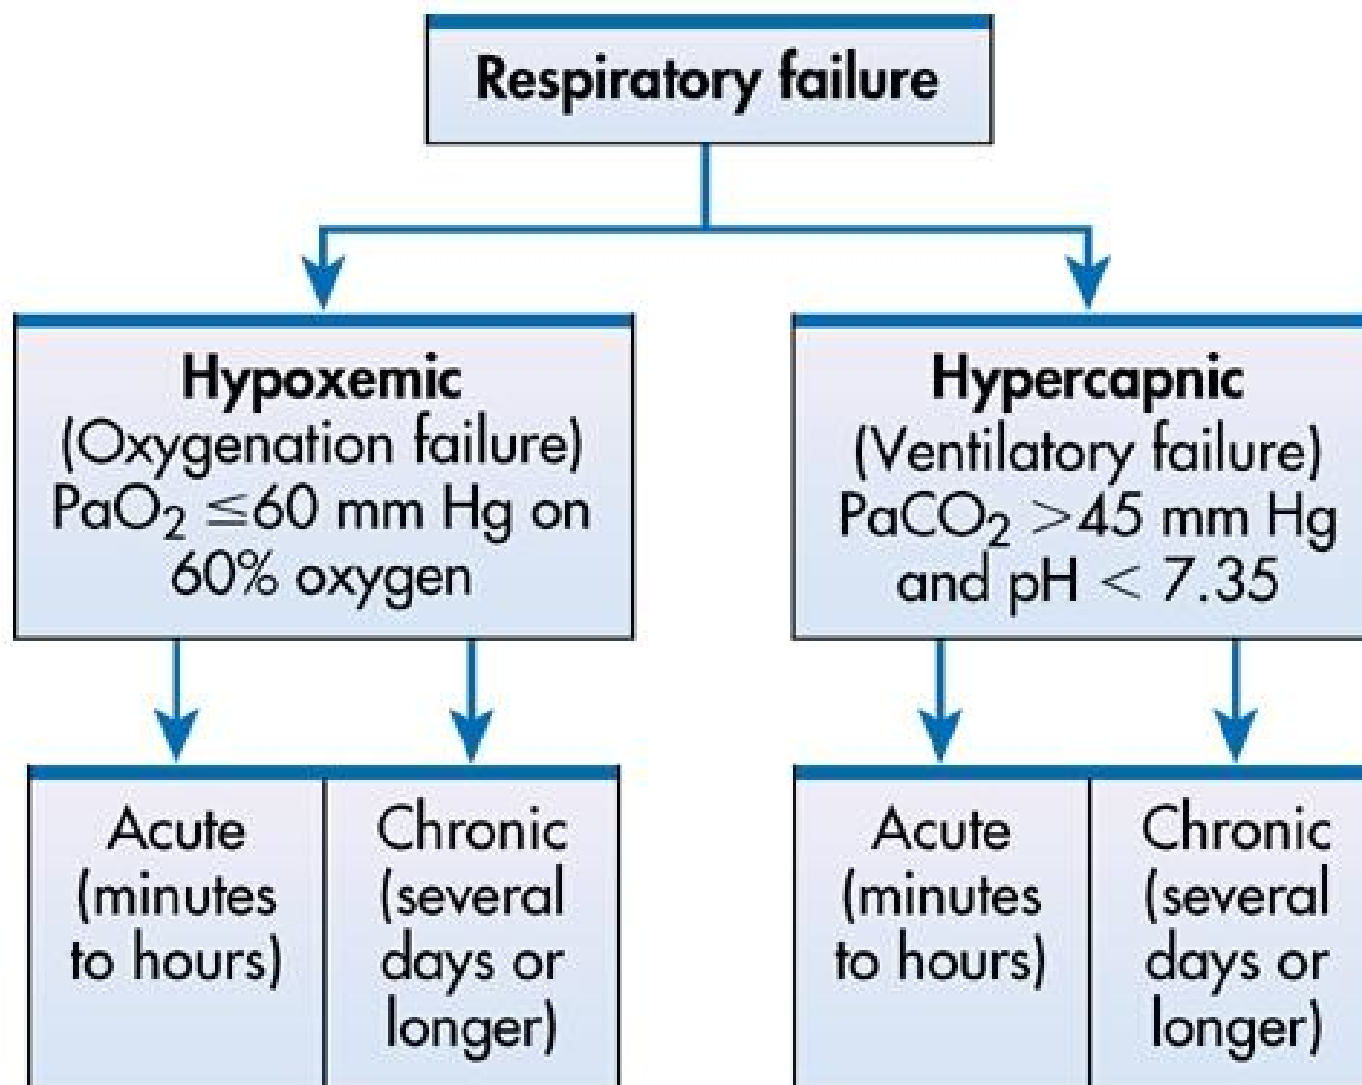 Respiratory failure
Hypoxemic
(Oxygenation failure)
PaO₂ ≤60 mm Hg on
60% oxygen
Hypercapnic
(Ventilatory failure)
PaCO₂ >45 mm Hg
and pH < 7.35
Acute
(minutes
to hours)
Chronic
(several
days or
longer)
Acute
(minutes
to hours)
Chronic
(several
days or
longer)